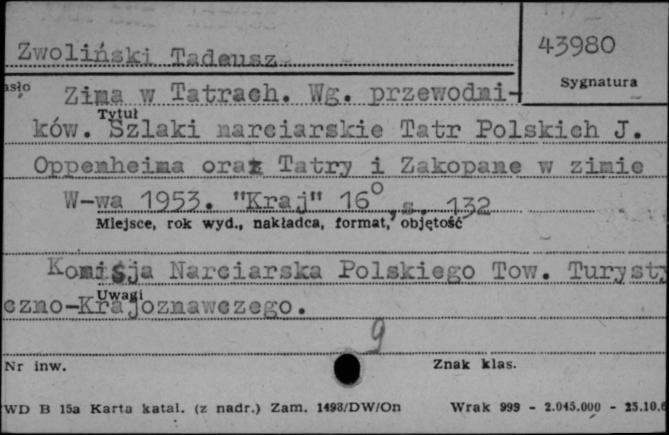 Zwoliński Tadeusz
43980
Sygnatura
Zima w Tatrach. Wg. przewodni-
Tytuł
ków. Szlaki narciarskie Tatr Polskich J.
Oppenheima oraz Tatry i Zakopane w zimie
W-wa 1953. "Kraj" 16°, s. 132
Miejsce, rok wyd., nakładca, format, objętość
Komisja Narciarska Polskiego Tow. Turysty
Uwagi
czno-Krajoznawczego.
9
Nr inw.
Znak klas.
WD B 15a Karta katal. (z nadr.) Zam. 1498/DW/On
Wrak 999 - 2.045.000 - 25.10.